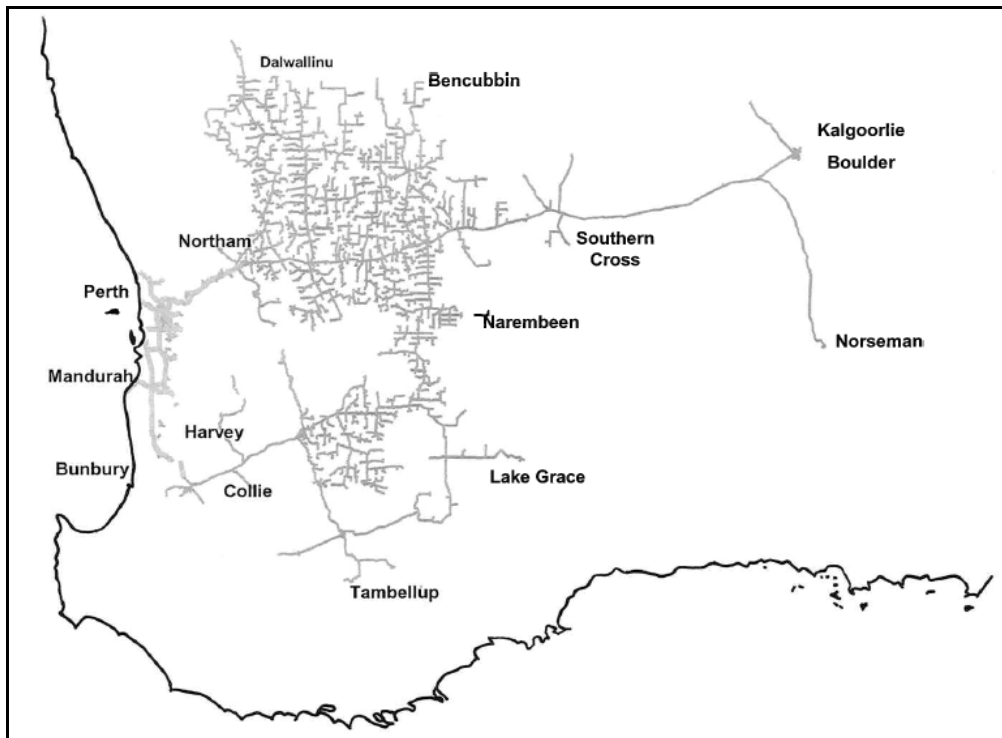 Dalwallinu
Bencubbin
Kalgoorlie
Boulder
Northam
Southern
Cross
Perth
Narembeen
Norseman
Mandurah
Harvey
Bunbury
Collie
Lake Grace
Tambellup